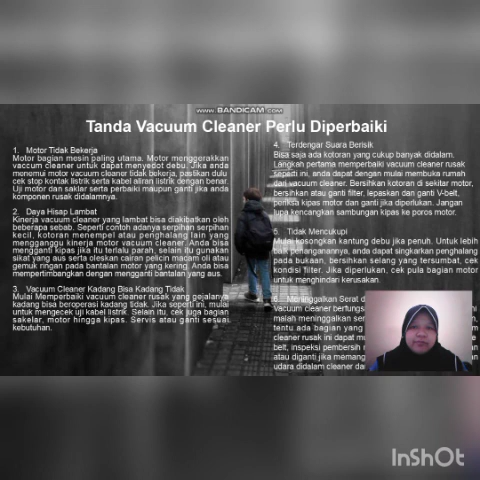 www.BANDICAM.com
Tanda Vacuum Cleaner Perlu Diperbaiki
1. Motor Tidak Bekerja
Motor bagian mesin paling utama. Motor menggerakkan
vaccum cleaner untuk dapat menyedot debu. Jika anda
menemui motor vacuum cleaner tidak bekerja, pastikan dulu
cek stop kontak listrik serta kabel aliran listrik dengan benar.
Uji motor dan saklar serta perbaiki maupun ganti jika anda
komponen rusak didalamnya.
2. Daya Hisap Lambat
Kinerja vacuum cleaner yang lambat bisa diakibatkan oleh
beberapa sebab. Seperti contoh adanya serpihan serpihan
kecil, kotoran menempel atau penghalang lain yang
mengganggu kinerja motor vacuum cleaner. Anda bisa
mengganti kipas jika itu terlalu parah, selain itu gunakan
sikat yang aus serta oleskan cairan pelicin macam oli atau
gemuk ringan pada bantalan motor yang kering. Anda bisa
mempertimbangkan dengan mengganti bantalan yang aus.
3. Vacuum Cleaner Kadang Bisa Kadang Tidak
Mulai Memperbaiki vacuum cleaner rusak yang gejalanya
kadang bisa beroperasi kadang tidak. Jika seperti ini, mulai
untuk mengecek uji kabel listrik. Selain itu, cek juga bagian
sakelar, motor hingga kipas. Servis atau ganti sesuai
kebutuhan.
4. Terdengar Suara Berisik
Bisa saja ada kotoran yang cukup banyak didalam.
Langkah pertama memperbaiki vacuum cleaner rusak
seperti ini, anda dapat dengan mulai membuka rumah
dari vacuum cleaner. Bersihkan kotoran di sekitar motor,
bersihkan atau ganti filter, lepaskan dan ganti V-belt,
periksa kipas motor dan ganti jika diperlukan. Jangan
lupa kencangkan sambungan kipas ke poros motor.
5. Tidak Mencukupi
Mulai kosongkan kantung debu jika penuh. Untuk lebih
baik penanganannya, anda dapat singkirkan penghalang
pada bukaan, bersihkan selang yang tersumbat, cek
kondisi filter. Jika diperlukan, cek pula bagian motor
untuk menghindari kerusakan.
6. Meninggalkan Serat d
Vacuum cleaner berfungs
malah meninggalkan ser
tentu ada bagian yang
cleaner rusak ini dapat m
belt, inspeksi pembersih r
atau diganti jika memang
udara didalam cleaner da
InShOt